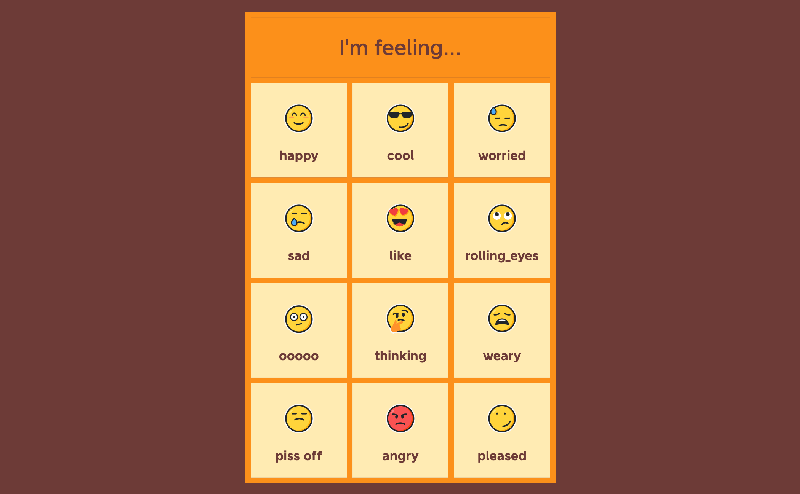 I'm feeling...
happy
cool
worried
sad
like
rolling_eyes
ooooo
thinking
weary
piss off
angry
pleased